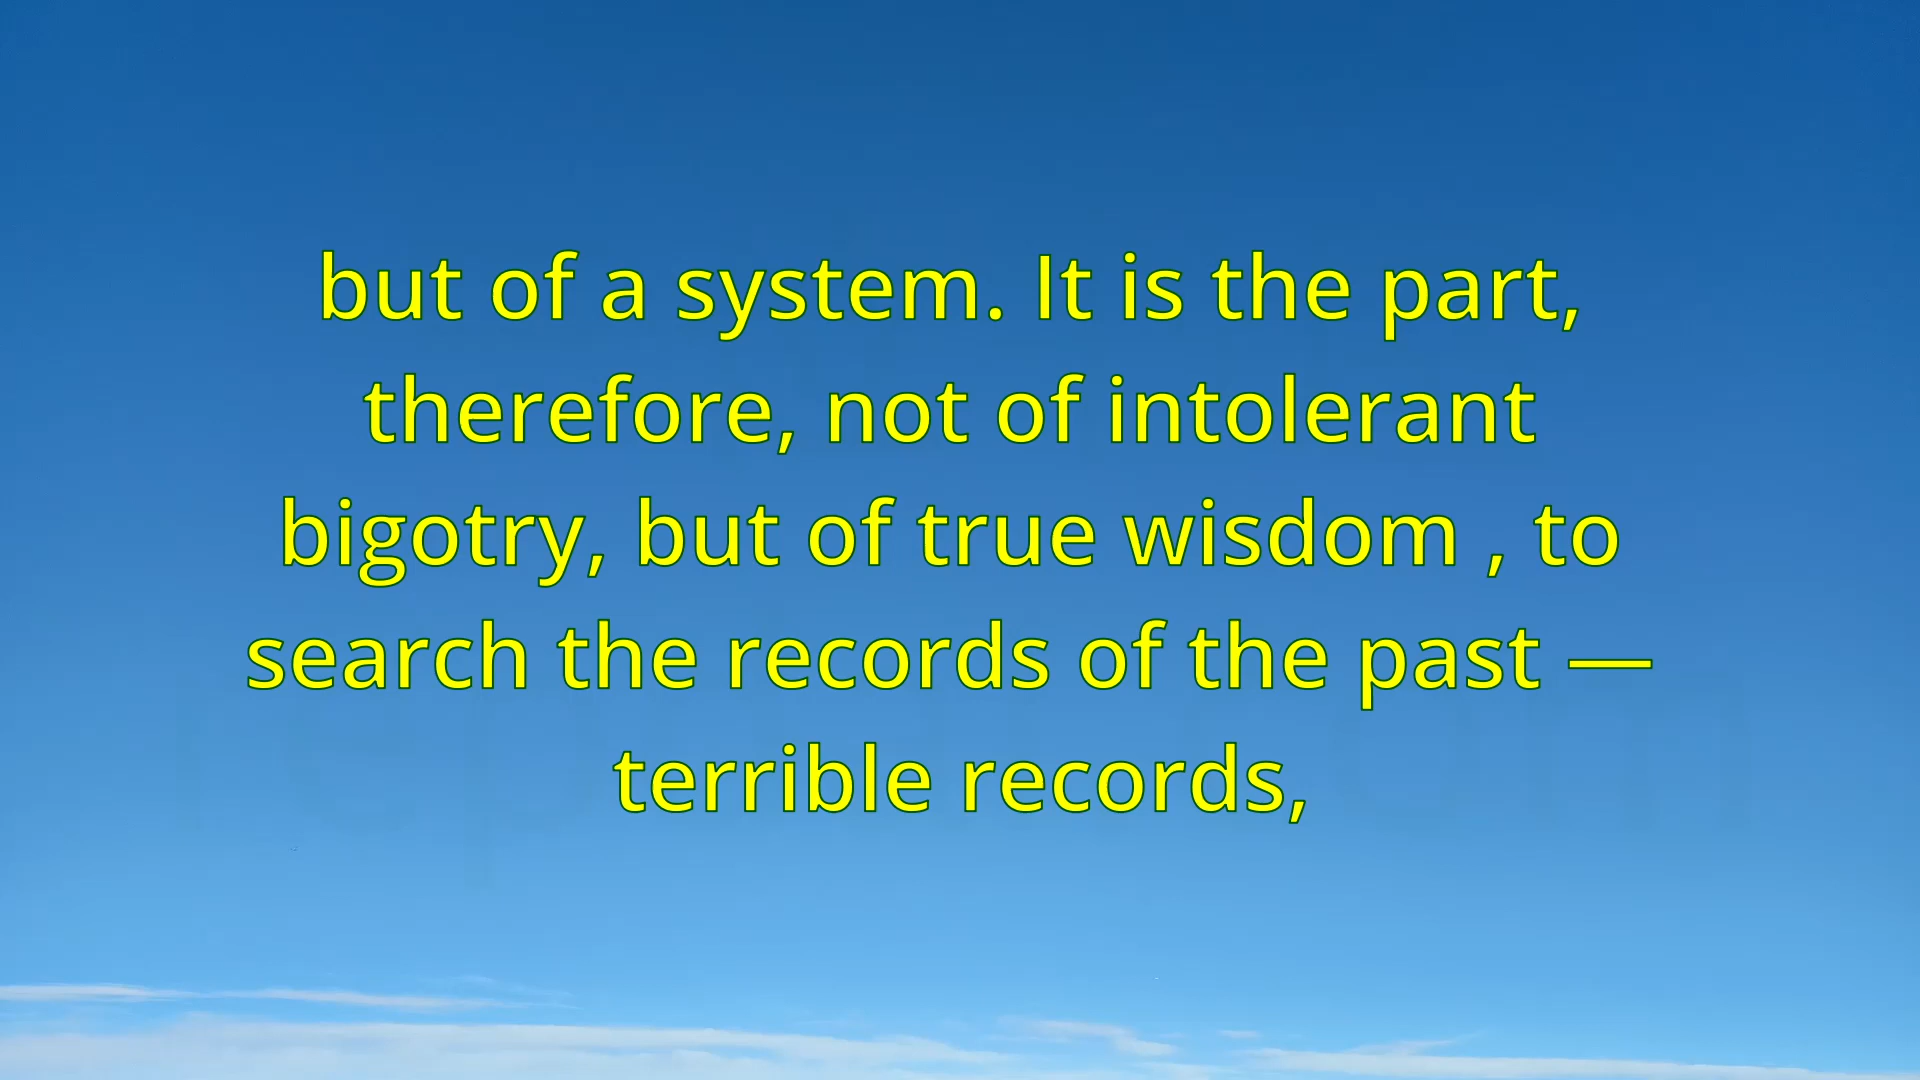 but of a system. It is the part,
therefore, not of intolerant
bigotry, but of true wisdom , to
search the records of the past —
terrible records,